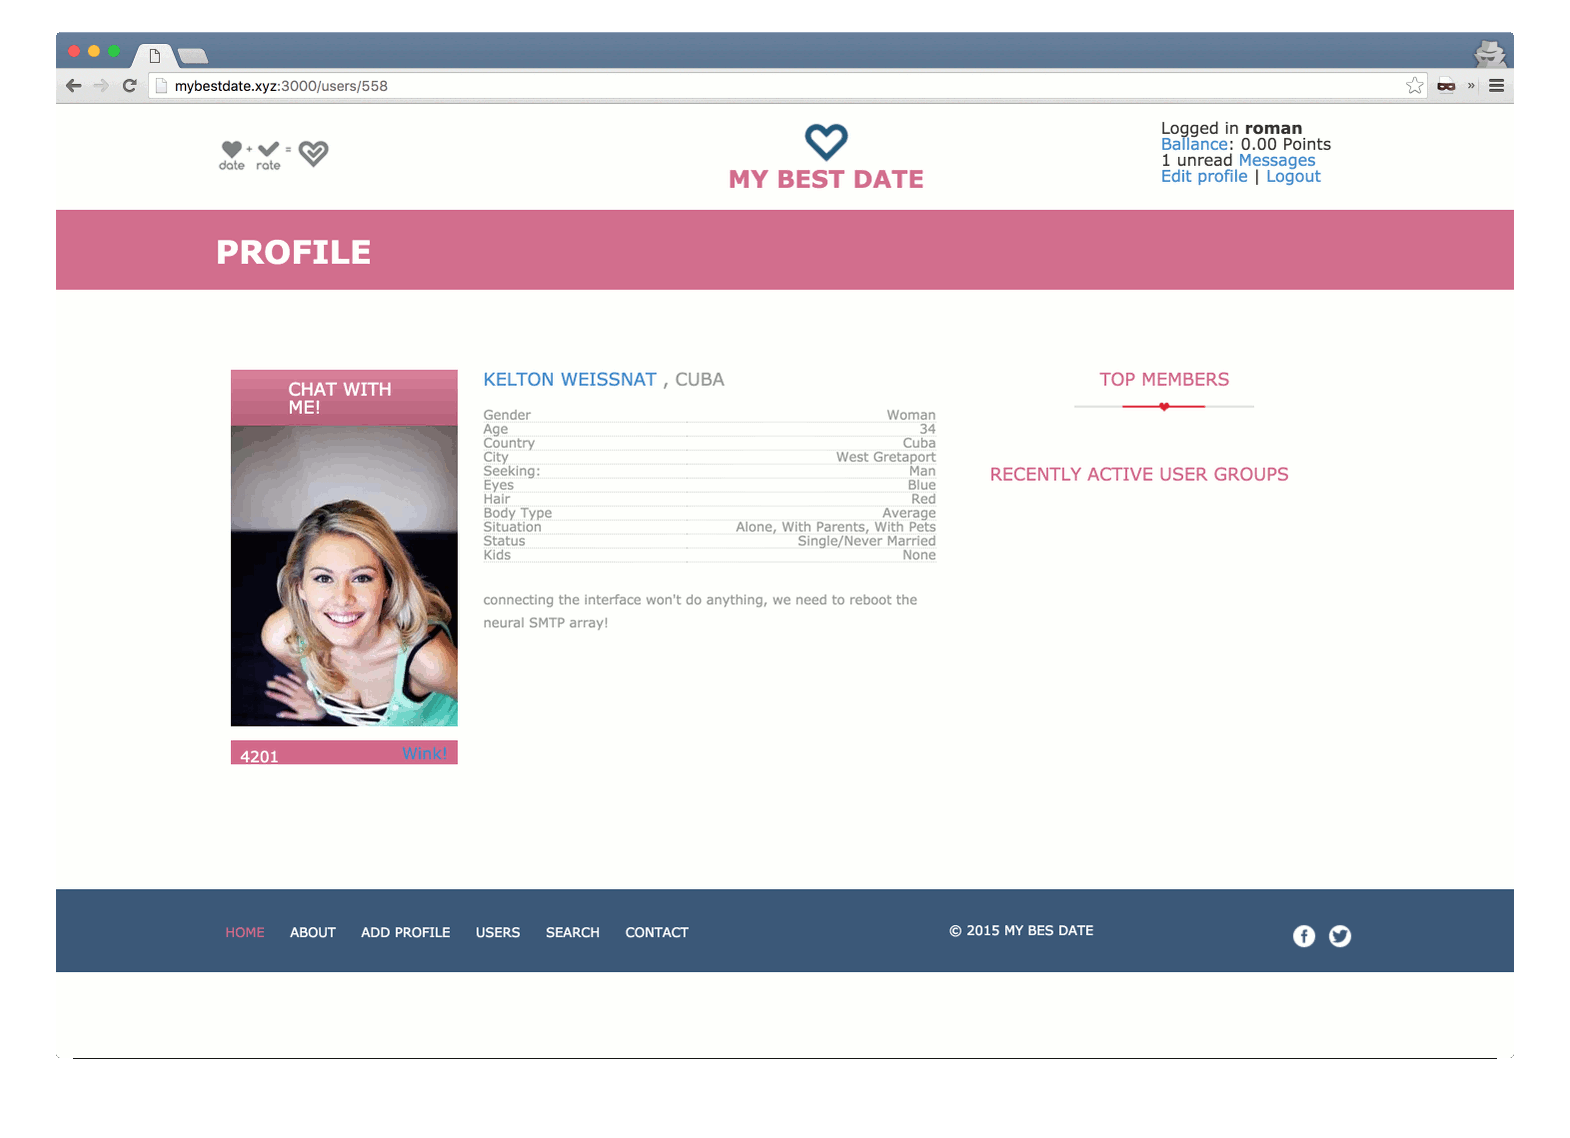 mybestdate.xyz:3000/users/558
date + rate =
MY BEST DATE
Logged in roman
Ballance: 0.00 Points
1 unread Messages
Edit profile | Logout
PROFILE
CHAT WITH
ME!
4201 Wink!
KELTON WEISSNAT , CUBA
Gender Woman
Age 34
Country Cuba
City West Gretaport
Seeking: Man
Eyes Blue
Hair Red
Body Type Average
Situation Alone, With Parents, With Pets
Status Single/Never Married
Kids None
connecting the interface won't do anything, we need to reboot the
neural SMTP array!
TOP MEMBERS
RECENTLY ACTIVE USER GROUPS
HOME ABOUT ADD PROFILE USERS SEARCH CONTACT
© 2015 MY BES DATE